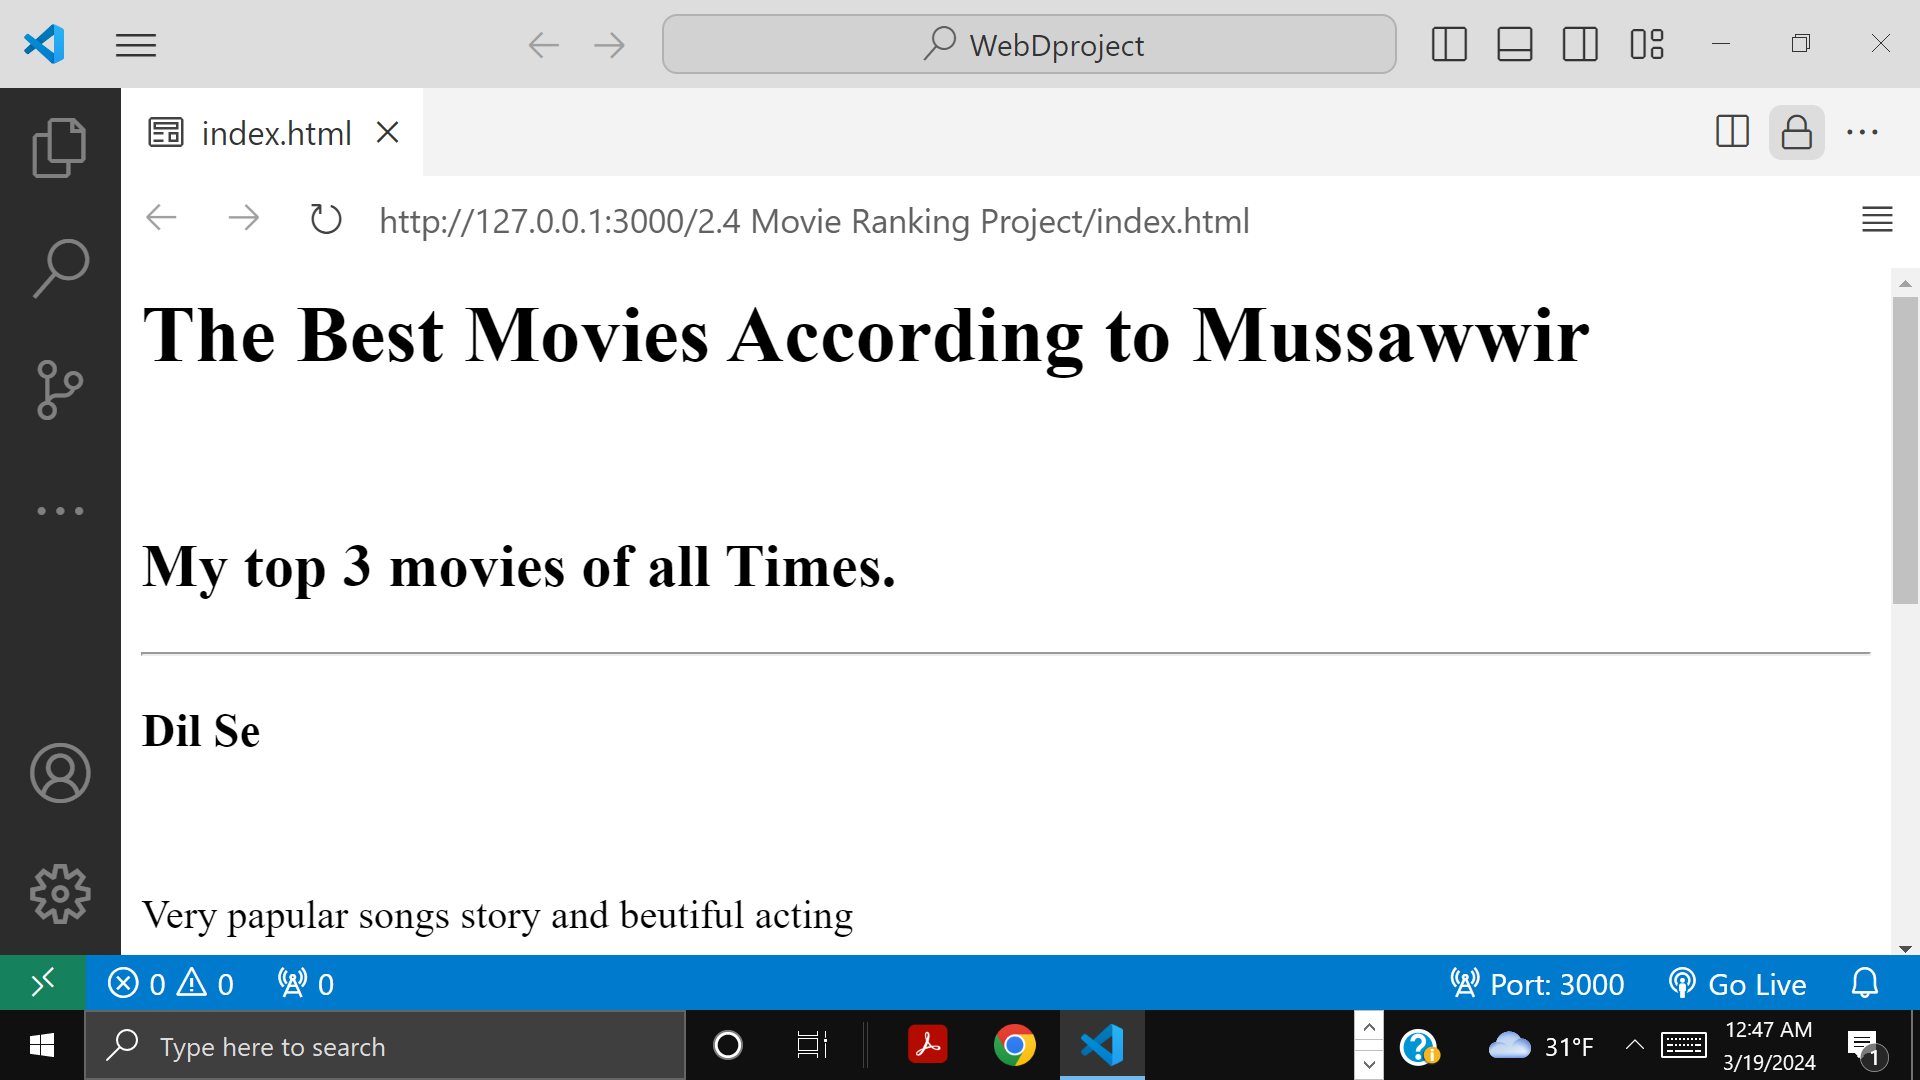 WebDproject
index.html
http://127.0.0.1:3000/2.4 Movie Ranking Project/index.html
The Best Movies According to Mussawwir
My top 3 movies of all Times.
Dil Se
Very papular songs story and beutiful acting
0 0 0 Port: 3000 Go Live
Type here to search 31°F 12:47 AM
3/19/2024 1